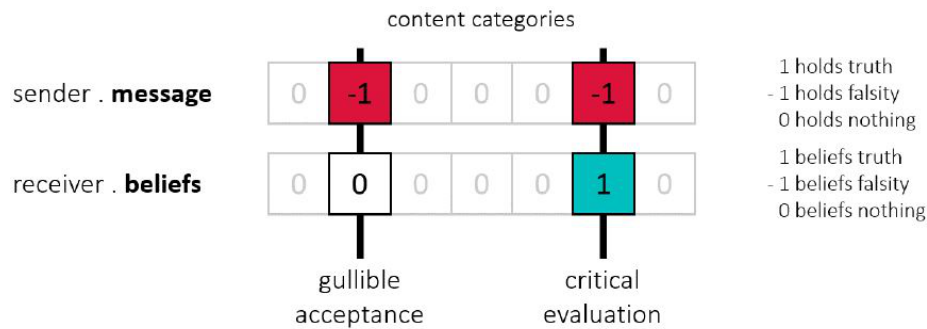 content categories
sender . message 0 -1 0 0 0 -1 0
1 holds truth
- 1 holds falsity
0 holds nothing
receiver . beliefs 0 0 0 0 0 1 0
1 beliefs truth
- 1 beliefs falsity
0 beliefs nothing
gullible
acceptance
critical
evaluation